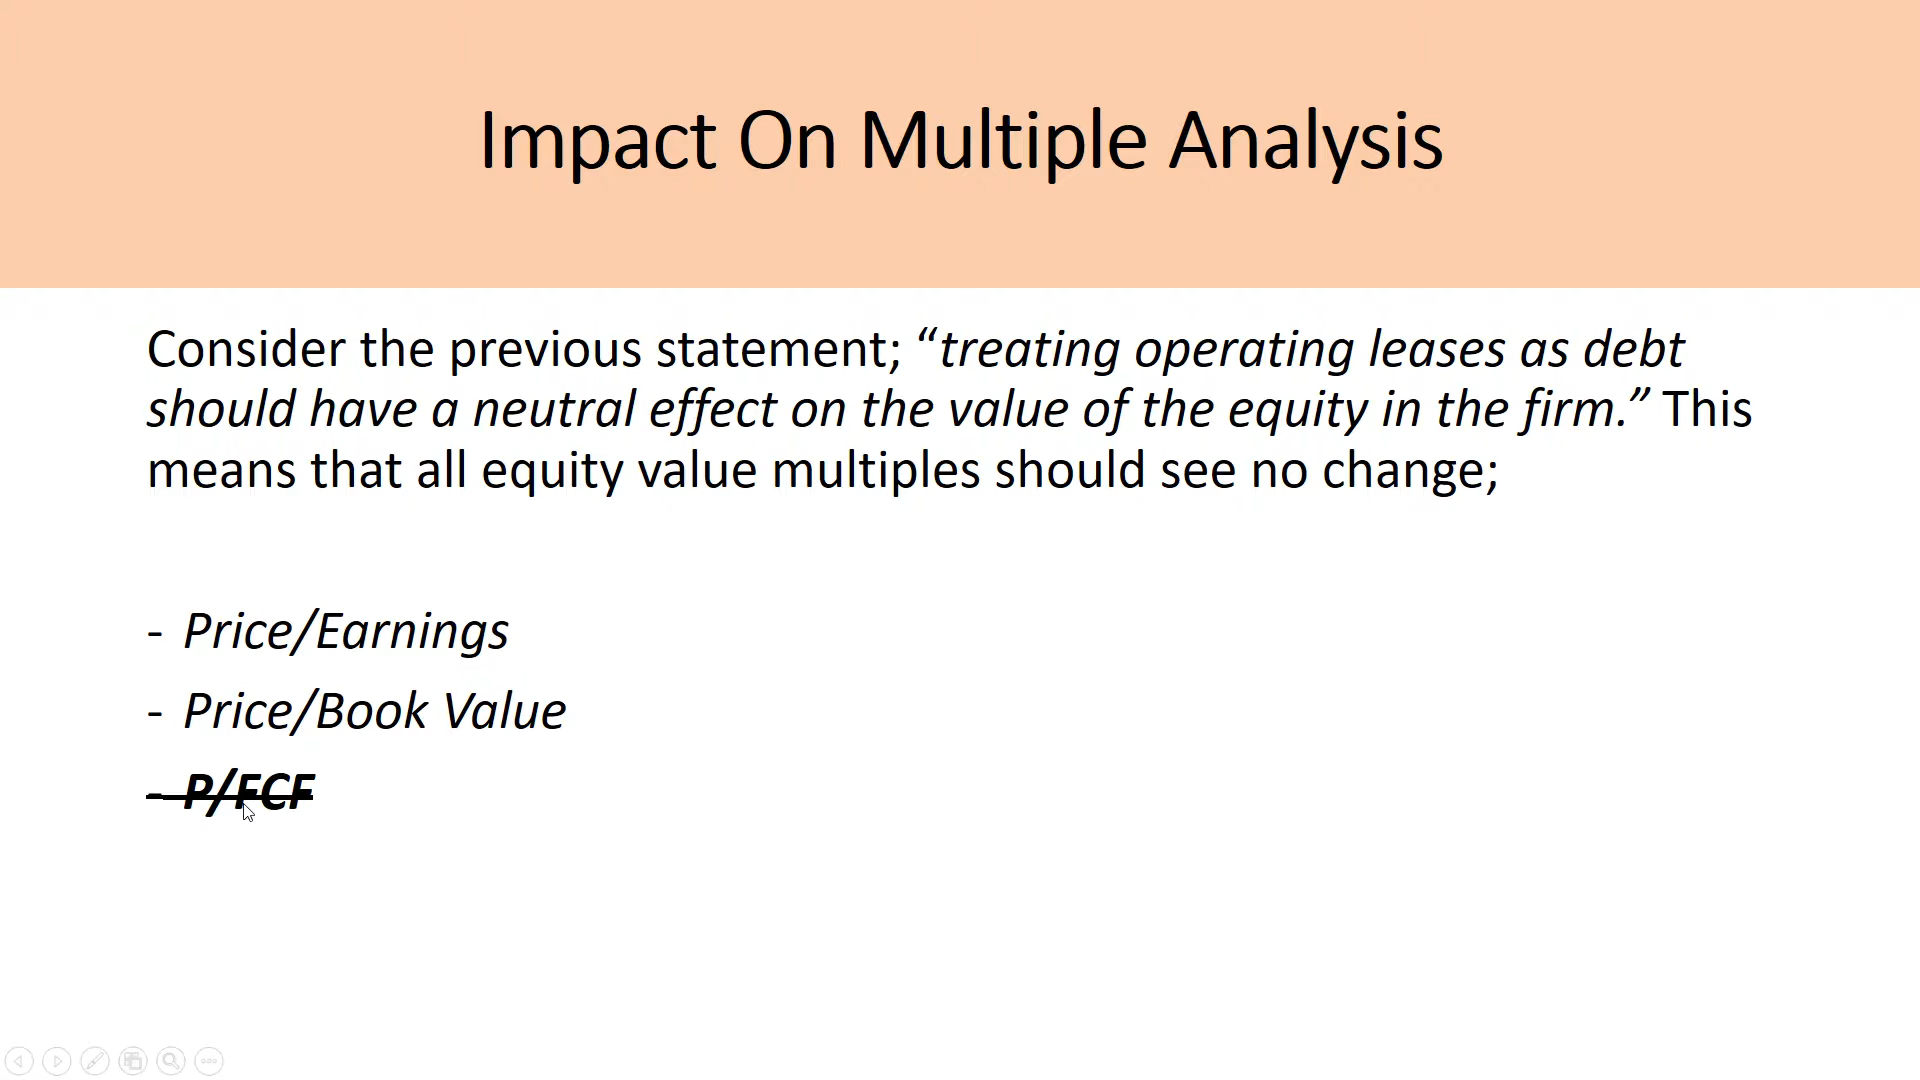 Impact On Multiple Analysis
Consider the previous statement; “treating operating leases as debt
should have a neutral effect on the value of the equity in the firm.” This
means that all equity value multiples should see no change;
- Price/Earnings
- Price/Book Value
- P/FCF